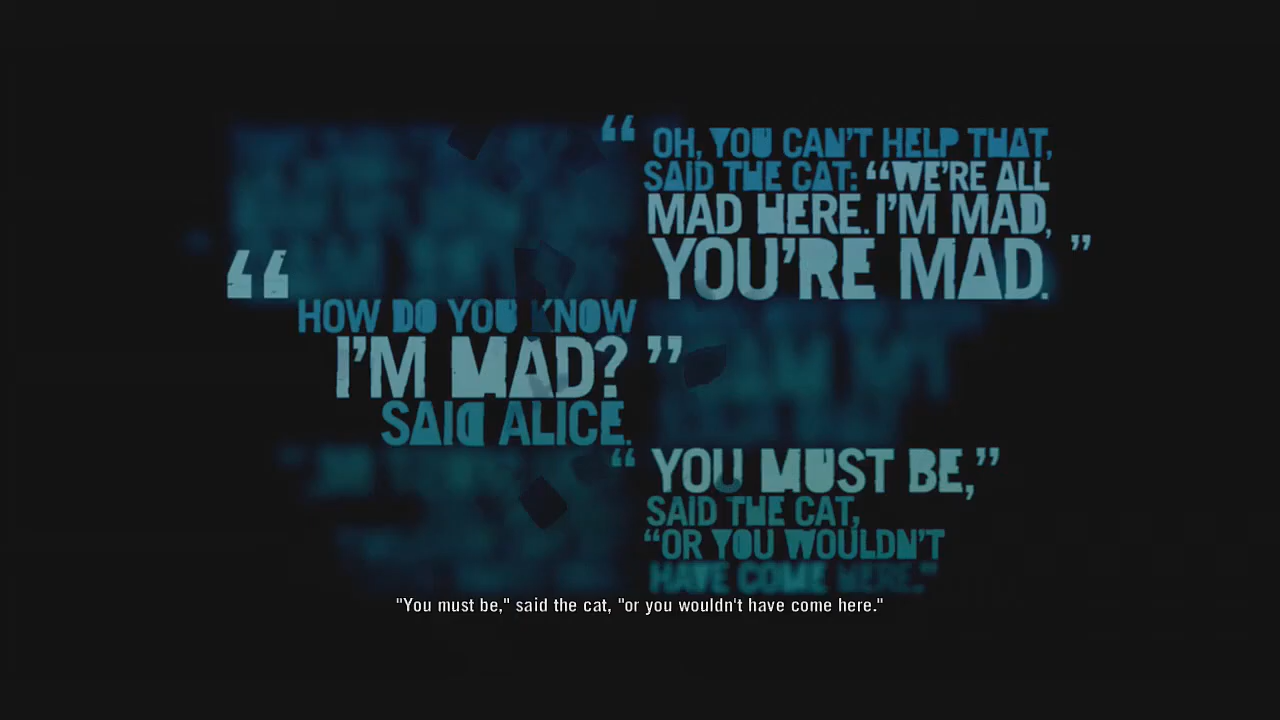 “ OH, YOU CAN’T HELP THAT,
SAID THE CAT: “WE’RE ALL
MAD HERE. I’M MAD,
YOU’RE MAD. ”
“ HOW DO YOU KNOW
I’M MAD? ”
SAID ALICE.
“ YOU MUST BE,”
SAID THE CAT,
“OR YOU WOULDN’T
HAVE COME HERE.”
"You must be," said the cat, "or you wouldn't have come here."